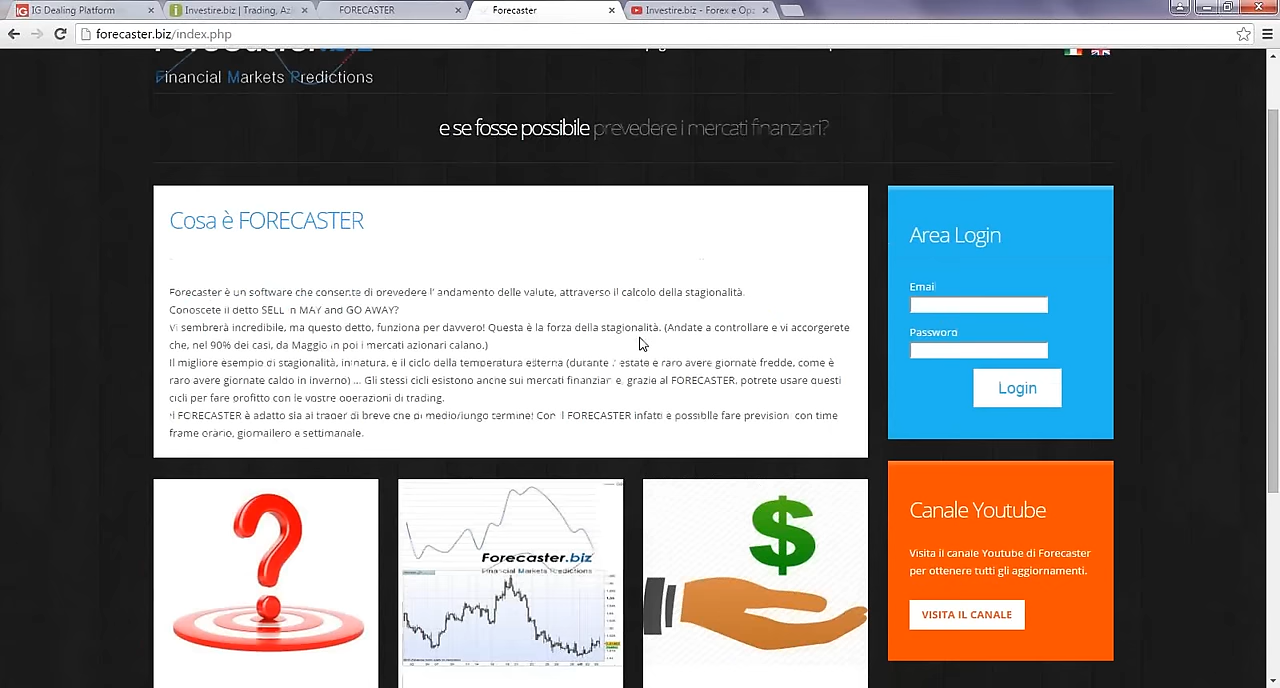 IG Dealing Platform
Investire.biz | Trading, Az
FORECASTER
Forecaster
Investire.biz - Forex e Op
forecaster.biz/index.php
Financial Markets Predictions
e se fosse possibile prevedere i mercati finanziari?
Cosa è FORECASTER
Forecaster è un software che consente di prevedere l'andamento delle valute, attraverso il calcolo della stagionalità.
Conoscete il detto SELL in MAY and GO AWAY?
Vi sembrerà incredibile, ma questo detto, funziona per davvero! Questa è la forza della stagionalità. (Andate a controllare e vi accorgerete
che, nel 90% dei casi, da Maggio in poi i mercati azionari calano.)
Il migliore esempio di stagionalità, in natura, e il ciclo della temperatura esterna (durante l'estate e raro avere giornate fredde, come è
raro avere giornate caldo in inverno) ... Gli stessi cicli esistono anche sui mercati finanziari e, grazie al FORECASTER, potrete usare questi
cicli per fare profitto con le vostre operazioni di trading.
Il FORECASTER è adatto sia ai trader di breve che di medio/lungo termine! Con il FORECASTER infatti è possibile fare previsioni con time
frame orario, giornaliero e settimanale.
Area Login
Email
Password
Login
Forecaster.biz
Financial Markets Predictions
Canale Youtube
Visita il canale Youtube di Forecaster
per ottenere tutti gli aggiornamenti.
VISITA IL CANALE